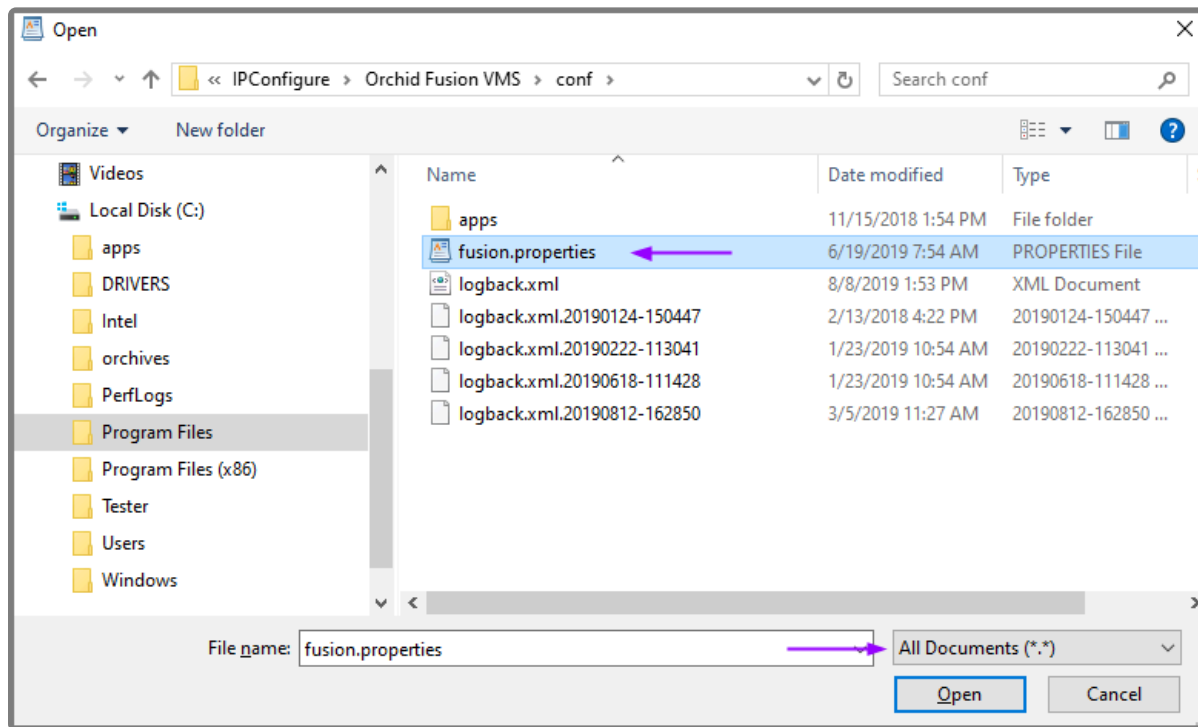 Open
« IPConfigure > Orchid Fusion VMS > conf >
Search conf
Organize
New folder
?
Videos
Local Disk (C:)
apps
DRIVERS
Intel
orchives
PerfLogs
Program Files
Program Files (x86)
Tester
Users
Windows
Name Date modified Type
apps 11/15/2018 1:54 PM File folder
fusion.properties 6/19/2019 7:54 AM PROPERTIES File
logback.xml 8/8/2019 1:53 PM XML Document
logback.xml.20190124-150447 2/13/2018 4:22 PM 20190124-150447 ...
logback.xml.20190222-113041 1/23/2019 10:54 AM 20190222-113041 ...
logback.xml.20190618-111428 1/23/2019 10:54 AM 20190618-111428 ...
logback.xml.20190812-162850 3/5/2019 11:27 AM 20190812-162850 ...
File name: fusion.properties
All Documents (*.*)
Open
Cancel